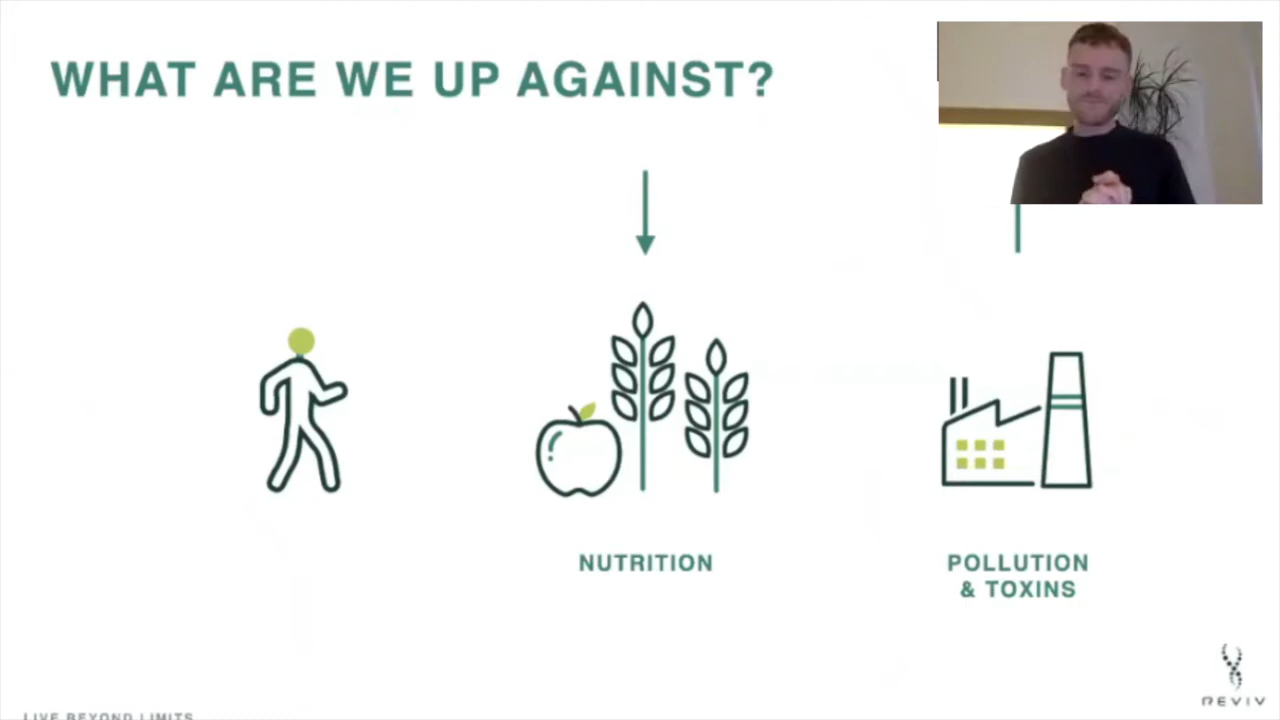 WHAT ARE WE UP AGAINST?
NUTRITION
POLLUTION
& TOXINS
REVIV
LIVE BEYOND LIMITS